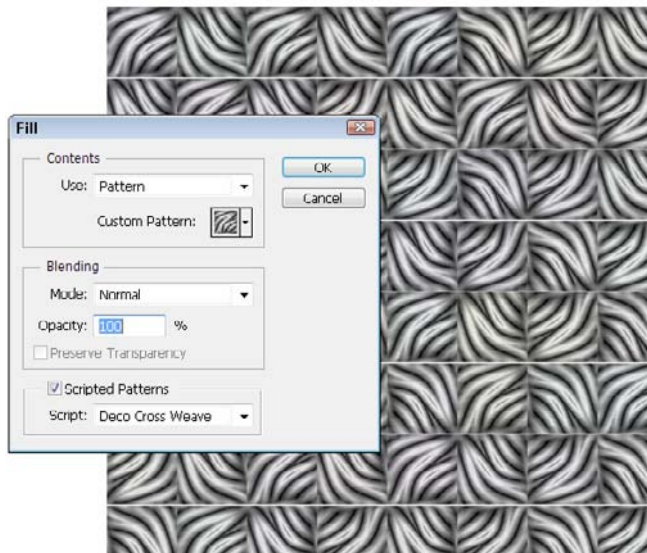 Fill
Contents
OK
Use: Pattern
Cancel
Custom Pattern:
Blending
Mode: Normal
Opacity: 100 %
Preserve Transparency
Scripted Patterns
Script: Deco Cross Weave